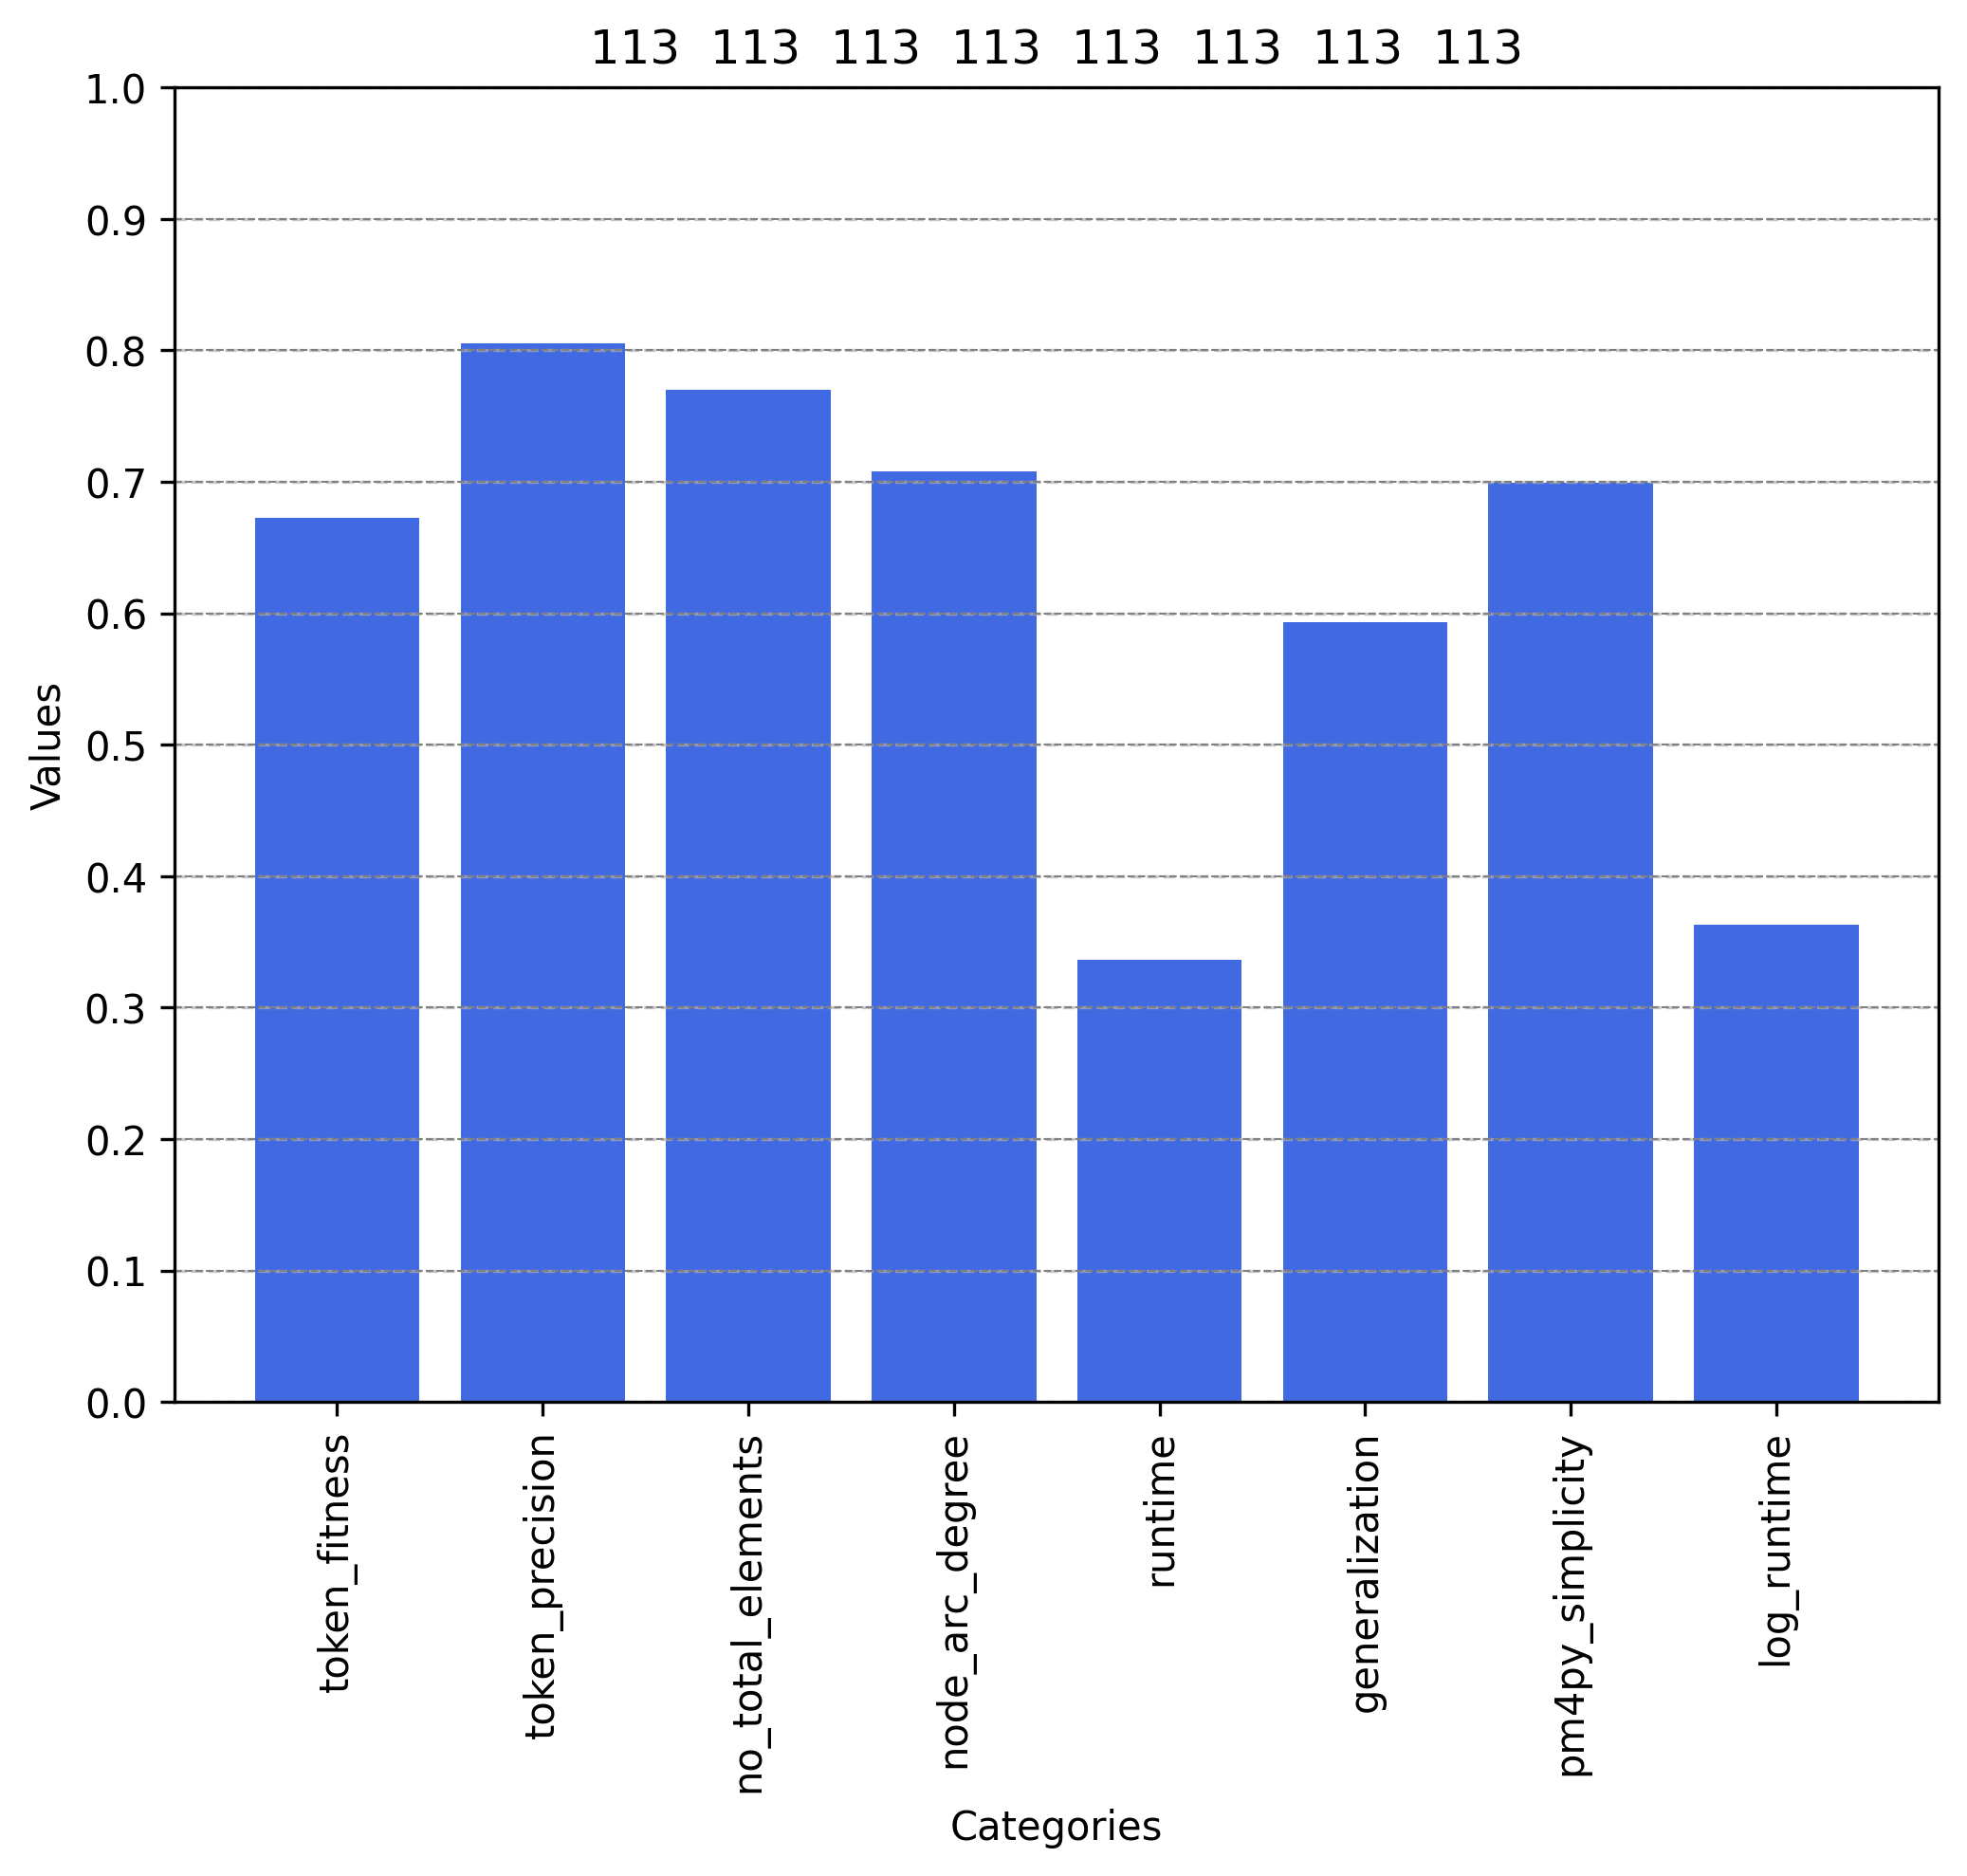 113 113 113 113 113 113 113 113
1.0
0.9
0.8
0.7
0.6
0.5
0.4
0.3
0.2
0.1
0.0
Values
token_fitness
token_precision
no_total_elements
node_arc_degree
runtime
generalization
pm4py_simplicity
log_runtime
Categories